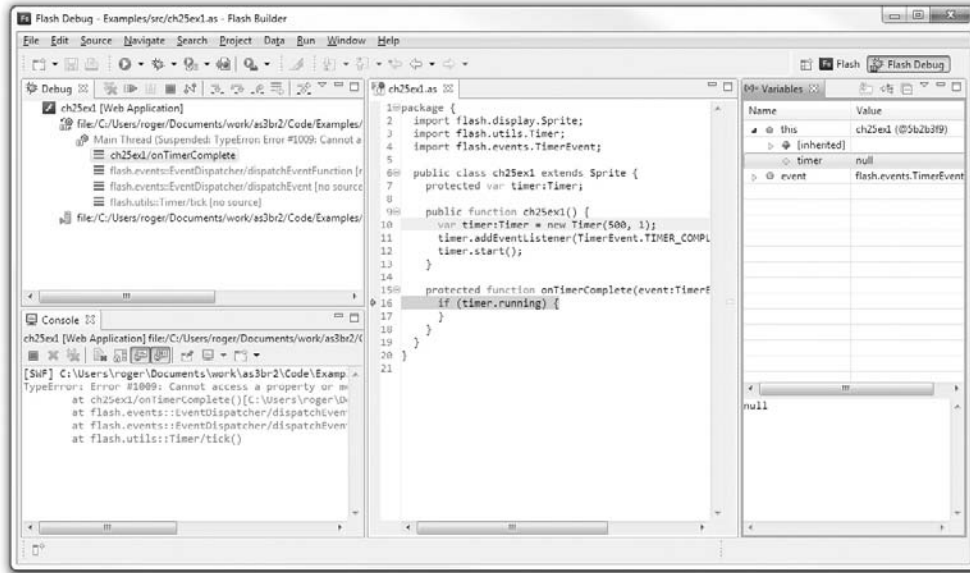 Flash Debug - Examples/src/ch25ex1.as - Flash Builder
File Edit Source Navigate Search Project Data Run Window Help
Flash Flash Debug
Debug
ch25ex1 [Web Application]
file:/C:/Users/roger/Documents/work/as3br2/Code/Examples/
Main Thread (Suspended: TypeError: Error #1009: Cannot a
ch25ex1/onTimerComplete
flash.events::EventDispatcher/dispatchEventFunction [r
flash.events::EventDispatcher/dispatchEvent [no source
flash.utils::Timer/tick [no source]
file:/C:/Users/roger/Documents/work/as3br2/Code/Examples/
Console
ch25ex1 [Web Application] file:/C:/Users/roger/Documents/work/as3br2/C
[SWF] C:\Users\roger\Documents\work\as3br2\Code\Examp
TypeError: Error #1009: Cannot access a property or m
at ch25ex1/onTimerComplete()[C:\Users\roger\Do
at flash.events::EventDispatcher/dispatchEven
at flash.events::EventDispatcher/dispatchEven
at flash.utils::Timer/tick()
ch25ex1.as
1 package {
2 import flash.display.Sprite;
3 import flash.utils.Timer;
4 import flash.events.TimerEvent;
5
6 public class ch25ex1 extends Sprite {
7 protected var timer:Timer;
8
9 public function ch25ex1() {
10 var timer:Timer = new Timer(500, 1);
11 timer.addEventListener(TimerEvent.TIMER_COMPL
12 timer.start();
13 }
14
15 protected function onTimerComplete(event:TimerE
16 if (timer.running) {
17 }
18 }
19 }
20 }
21
Variables
Name Value
this ch25ex1 (@5b2b3f9)
[inherited]
timer null
event flash.events.TimerEvent
null